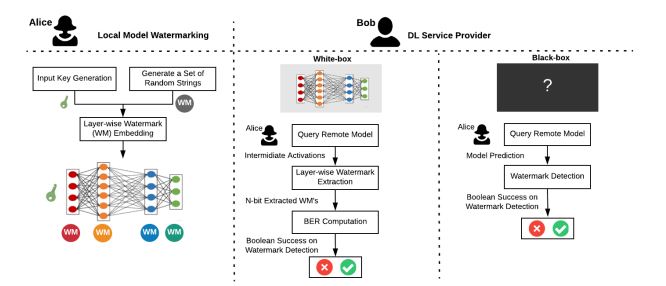 Alice
Local Model Watermarking
Bob
DL Service Provider
Input Key Generation
Generate a Set of
Random Strings
WM
Layer-wise Watermark
(WM) Embedding
WM
WM
WM
WM
White-box
Alice
Query Remote Model
Intermidiate Activations
Layer-wise Watermark
Extraction
N-bit Extracted WM's
BER Computation
Boolean Success on
Watermark Detection
Black-box
?
Alice
Query Remote Model
Model Prediction
Watermark Detection
Boolean Success on
Watermark Detection